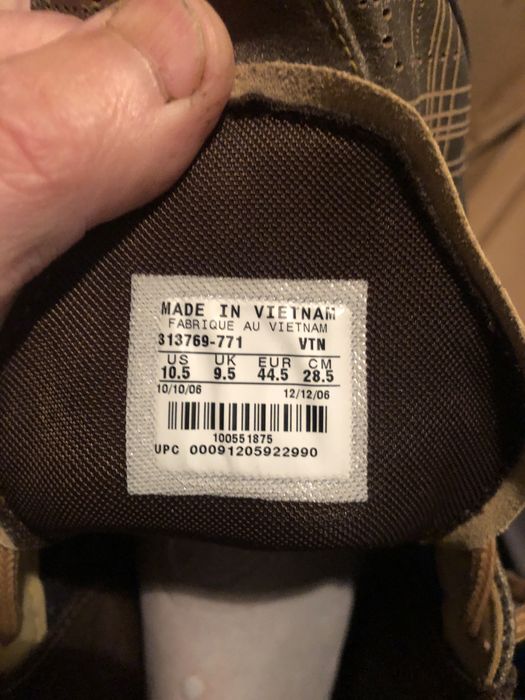 MADE IN VIETNAM
FABRIQUE AU VIETNAM
313769-771 VTN
US UK EUR CM
10.5 9.5 44.5 28.5
10/10/06 12/12/06
100551875
UPC 00091205922990